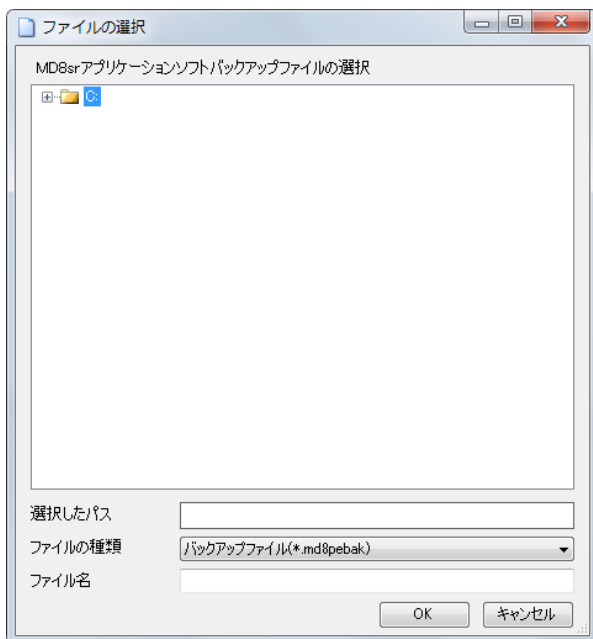 ファイルの選択
MD8srアプリケーションソフトバックアップファイルの選択
C:
選択したパス
ファイルの種類 バックアップファイル(*.md8pebak)
ファイル名
OK キャンセル